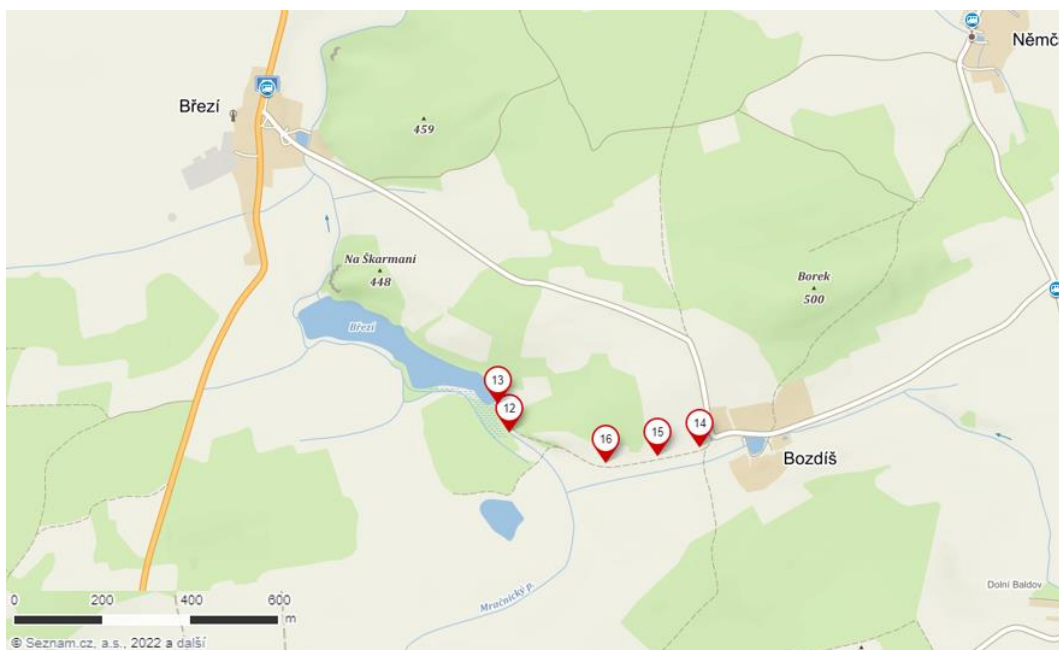 Němč
Březí
459
Na Škarmaní
448
Borek
500
Březí
13
12
16
15
14
Bozdíš
Mračnický p.
Dolní Baldov
0 200 400 600
m
© Seznam.cz, a.s., 2022 a další